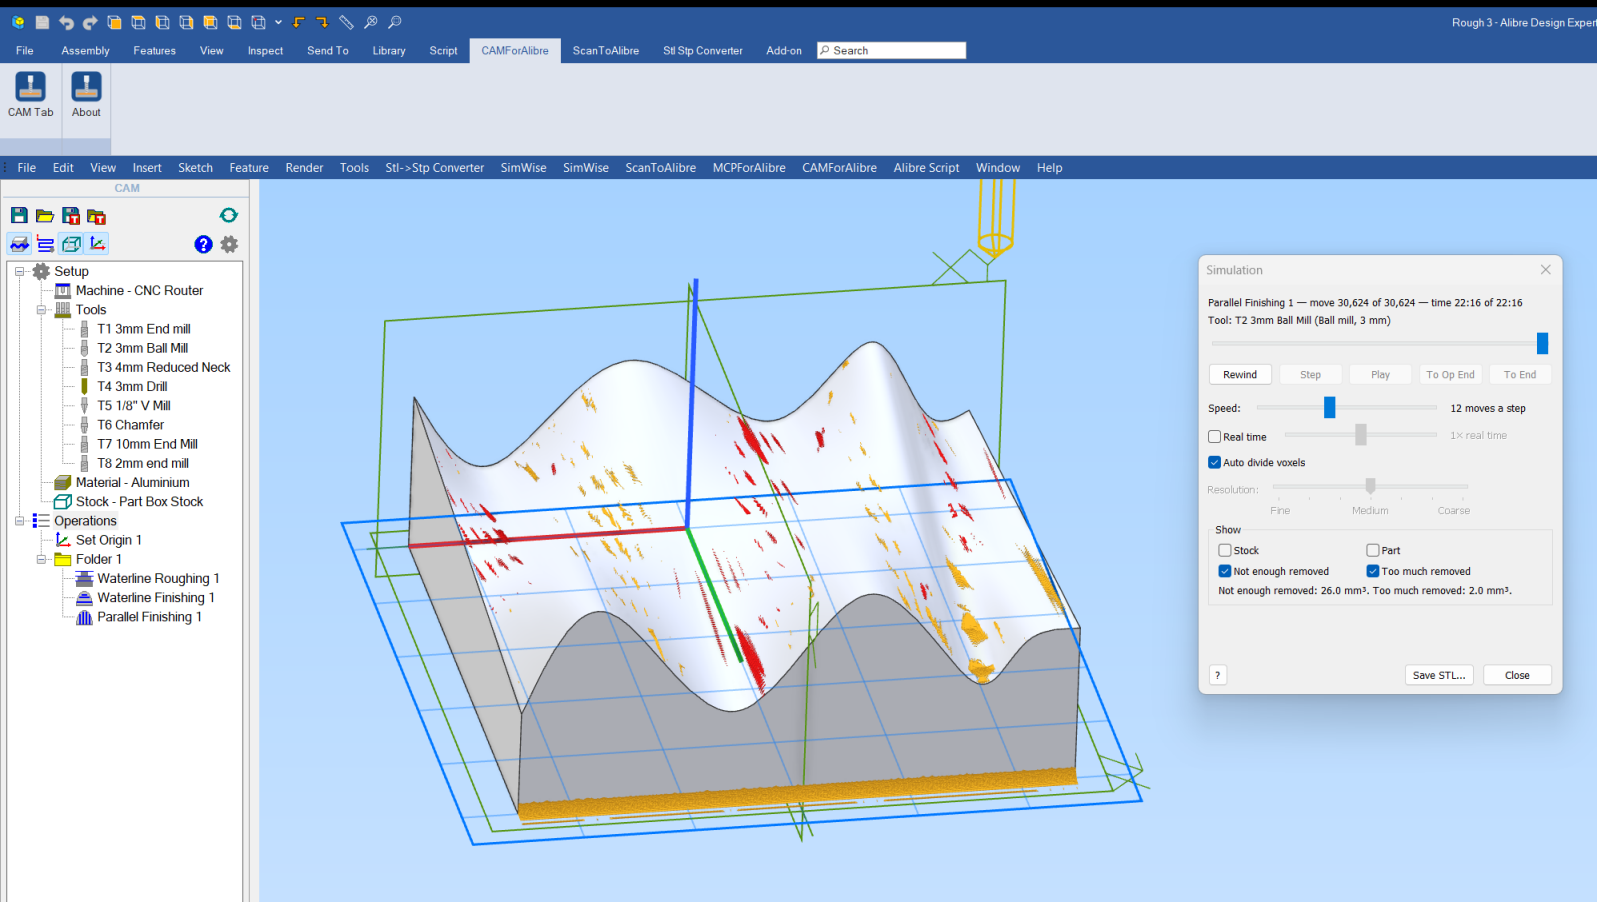 Rough 3 - Alibre Design Expert
File Assembly Features View Inspect Send To Library Script CAMForAlibre ScanToAlibre Stl Stp Converter Add-on Search
CAM Tab About
File Edit View Insert Sketch Feature Render Tools Stl->Stp Converter SimWise SimWise ScanToAlibre MCPForAlibre CAMForAlibre Alibre Script Window Help
CAM
Setup
Machine - CNC Router
Tools
T1 3mm End mill
T2 3mm Ball Mill
T3 4mm Reduced Neck
T4 3mm Drill
T5 1/8" V Mill
T6 Chamfer
T7 10mm End Mill
T8 2mm end mill
Material - Aluminium
Stock - Part Box Stock
Operations
Set Origin 1
Folder 1
Waterline Roughing 1
Waterline Finishing 1
Parallel Finishing 1
Simulation
Parallel Finishing 1 — move 30,624 of 30,624 — time 22:16 of 22:16
Tool: T2 3mm Ball Mill (Ball mill, 3 mm)
Rewind Step Play To Op End To End
Speed: 12 moves a step
Real time 1× real time
Auto divide voxels
Resolution:
Fine Medium Coarse
Show
Stock Part
Not enough removed Too much removed
Not enough removed: 26.0 mm³. Too much removed: 2.0 mm³.
? Save STL... Close